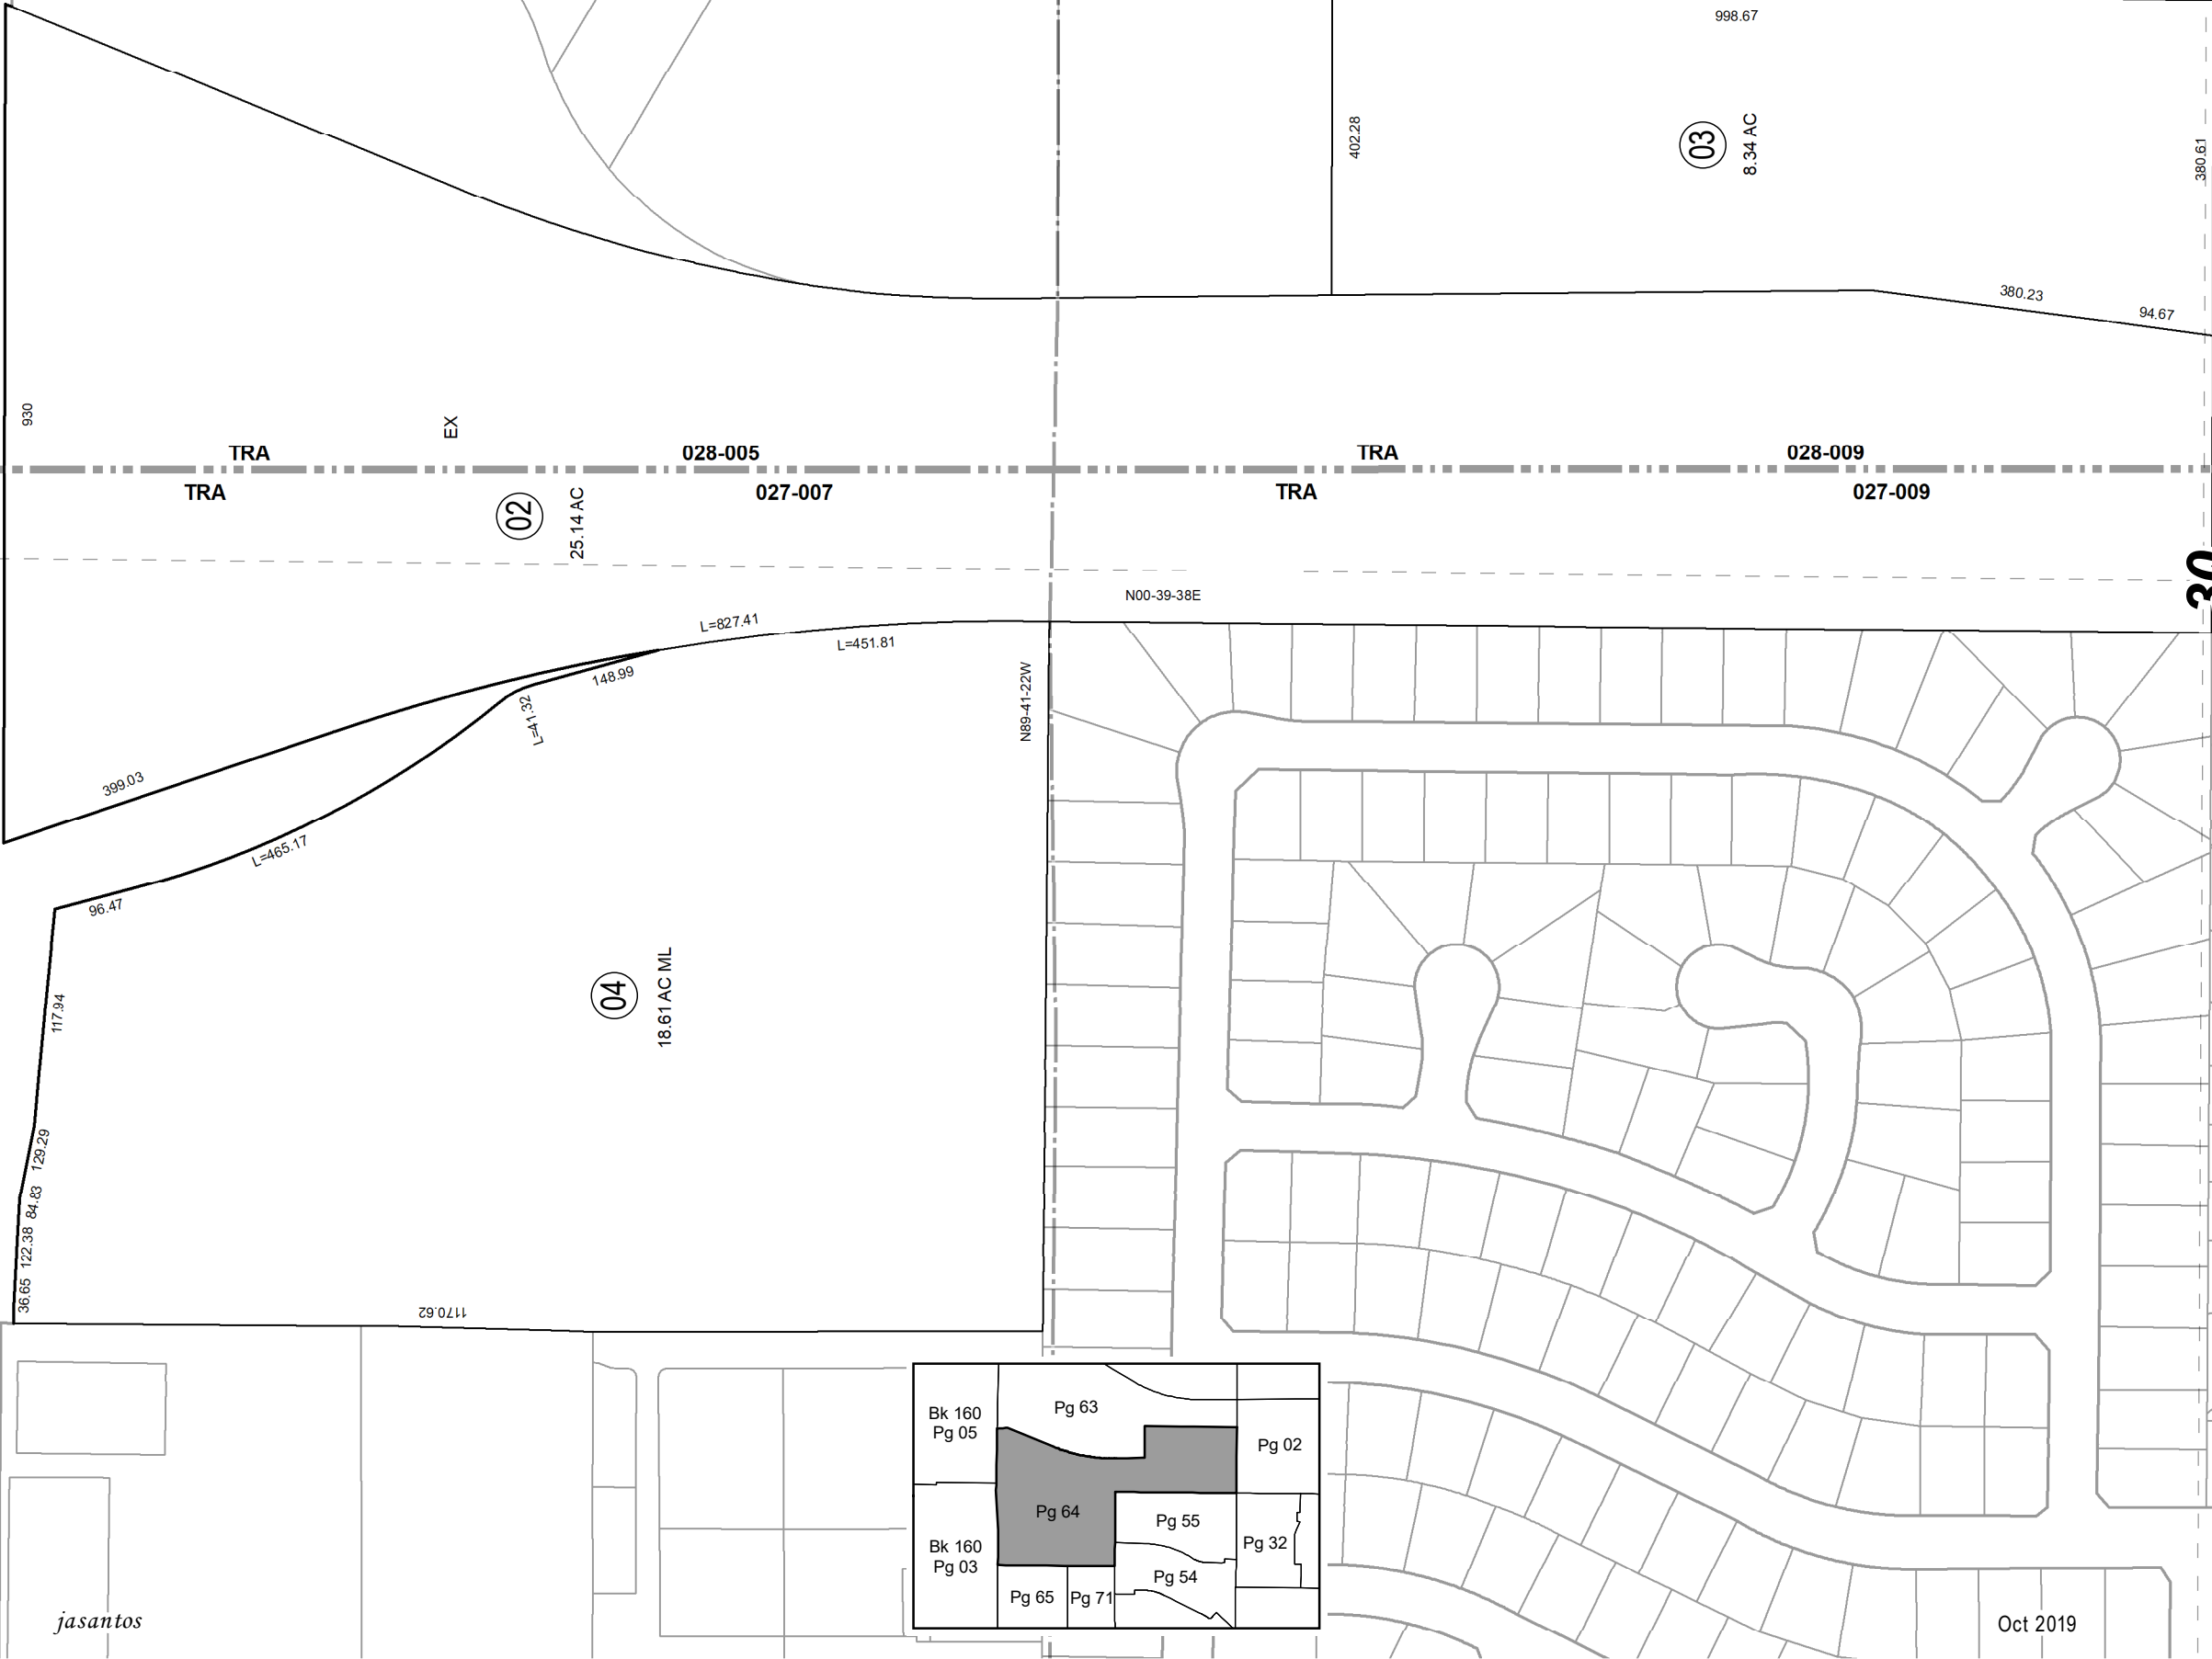 998.67
402.28
03
8.34 AC
380.61
380.23
94.67
930
EX
TRA
028-005
TRA
028-009
TRA
027-007
TRA
027-009
02
25.14 AC
30
N00-39-38E
L=827.41
L=451.81
148.99
L=41.32
N89-41-22W
399.03
L=465.17
96.47
117.94
04
18.61 AC ML
129.29
84.83
122.38
36.65
1170.62
Bk 160
Pg 05
Pg 63
Pg 02
Pg 64
Pg 55
Pg 32
Bk 160
Pg 03
Pg 54
Pg 65
Pg 71
jasantos
Oct 2019